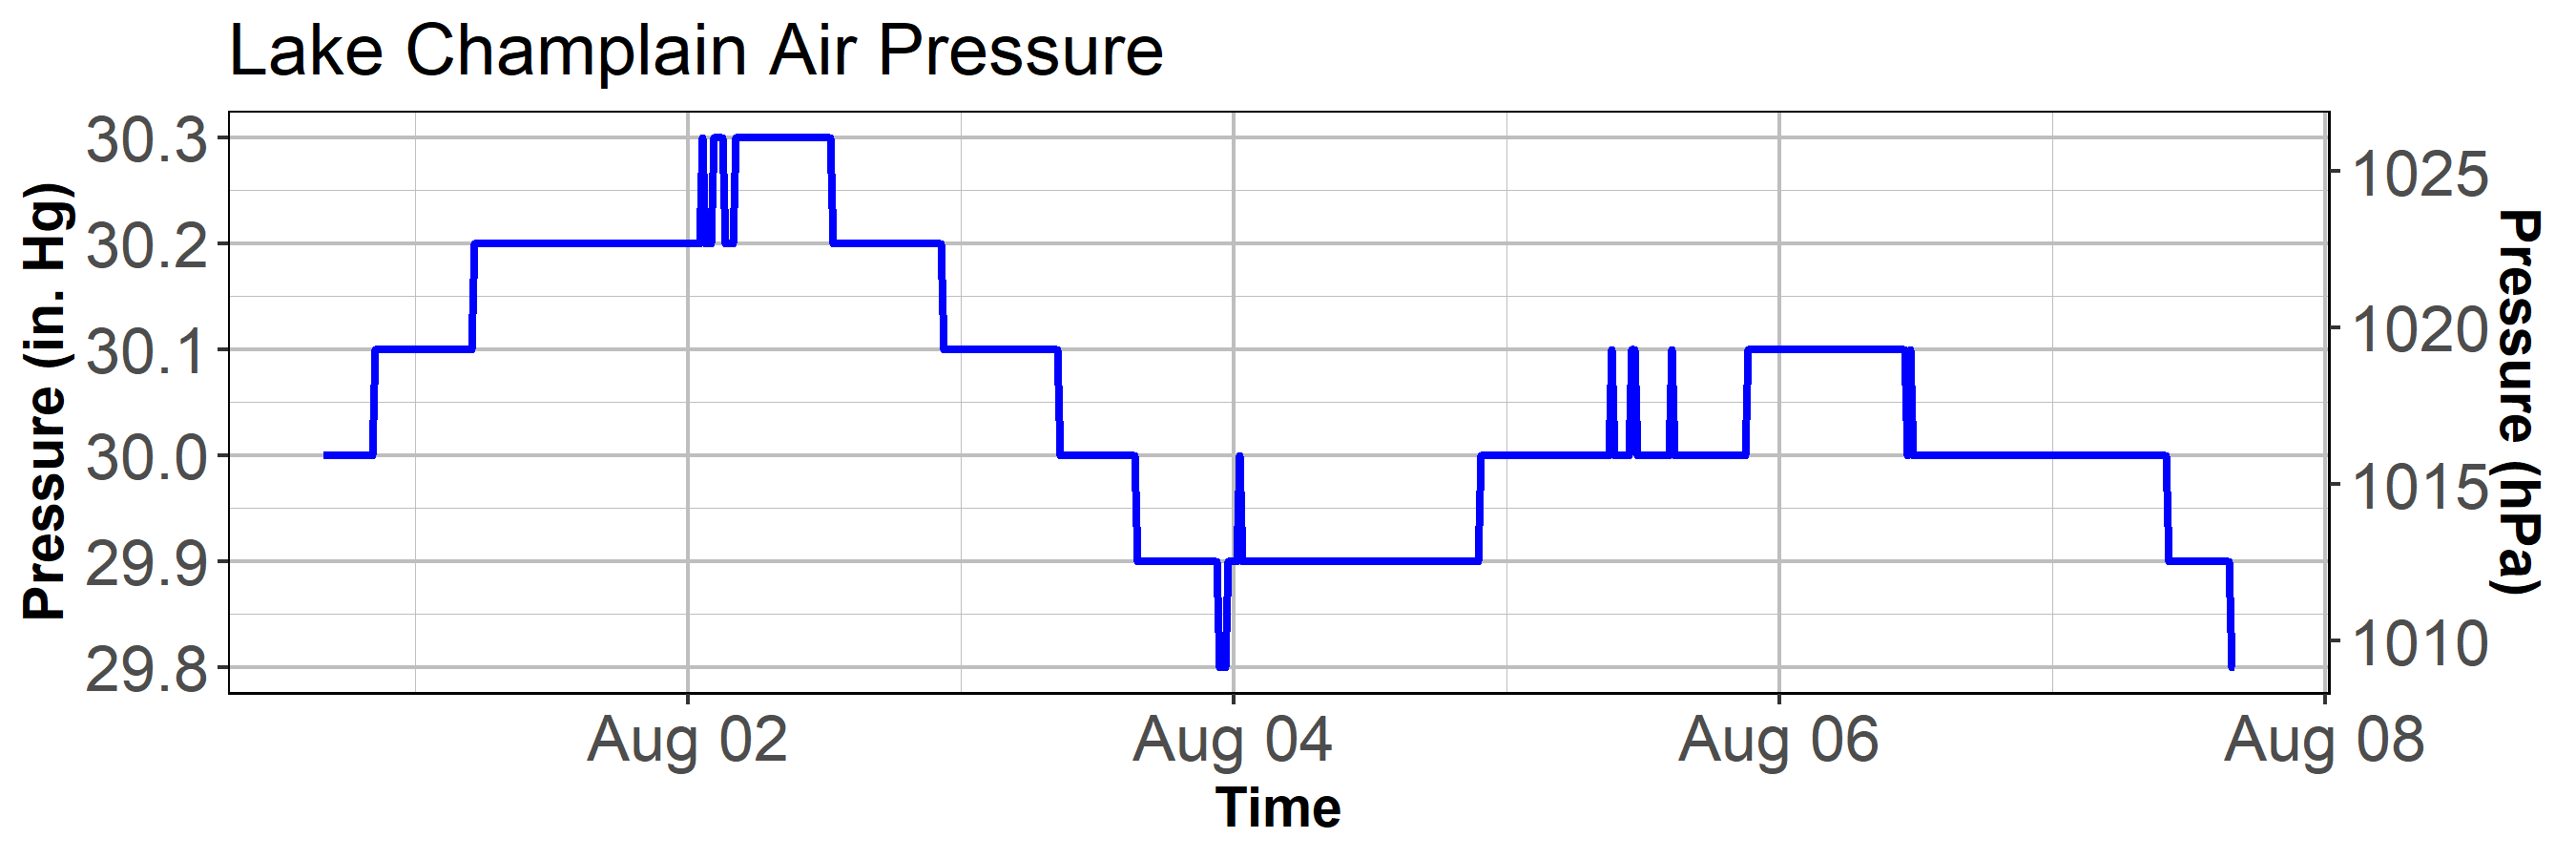 Lake Champlain Air Pressure
Pressure (in. Hg)
30.3
30.2
30.1
30.0
29.9
29.8
1025
1020
1015
1010
Pressure (hPa)
Aug 02
Aug 04
Aug 06
Aug 08
Time